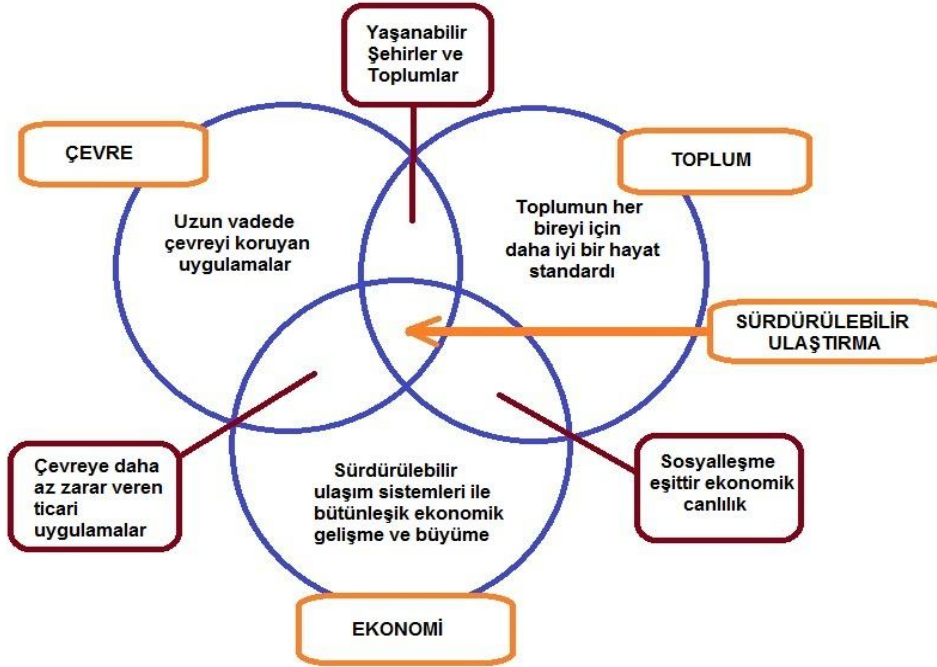 Yaşanabilir
Şehirler ve
Toplumlar
ÇEVRE
TOPLUM
Uzun vadede
çevreyi koruyan
uygulamalar
Toplumun her
bireyi için
daha iyi bir hayat
standardı
SÜRDÜRÜLEBİLİR
ULAŞTIRMA
Çevreye daha
az zarar veren
ticari
uygulamalar
Sürdürülebilir
ulaşım sistemleri ile
bütünleşik ekonomik
gelişme ve büyüme
Sosyalleşme
eşittir ekonomik
canlılık
EKONOMİ